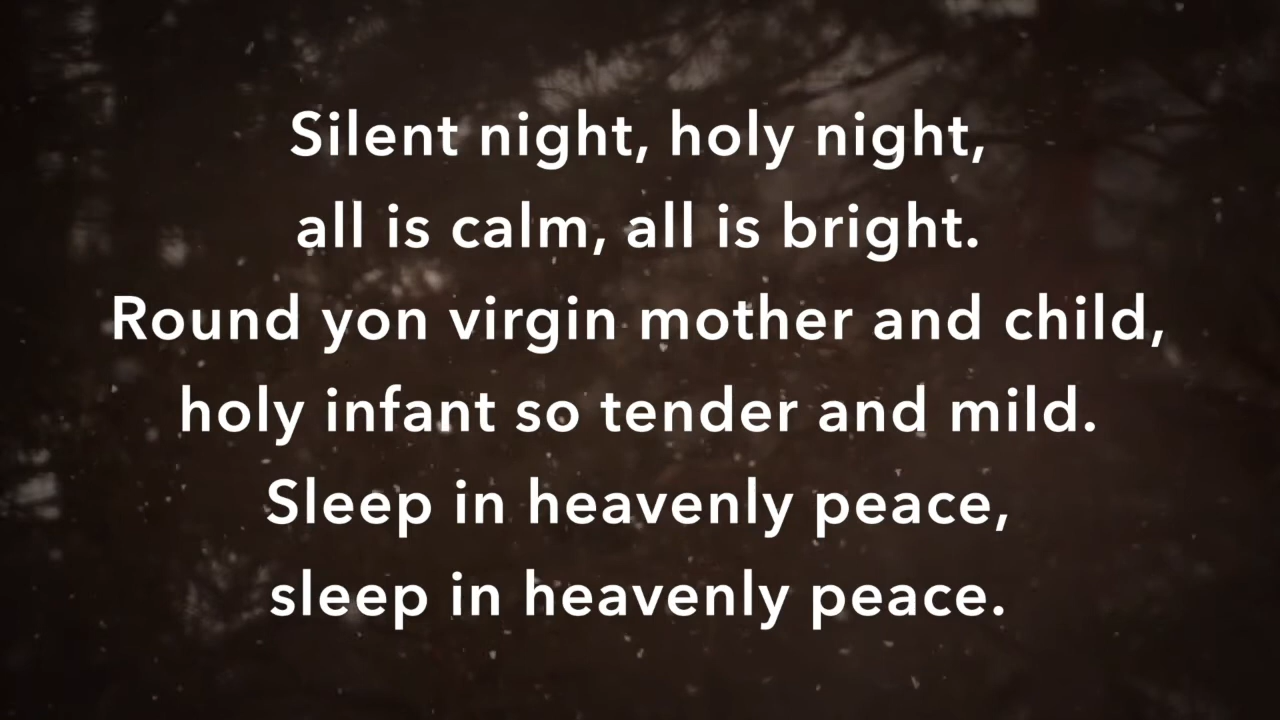 Silent night, holy night,
all is calm, all is bright.
Round yon virgin mother and child,
holy infant so tender and mild.
Sleep in heavenly peace,
sleep in heavenly peace.